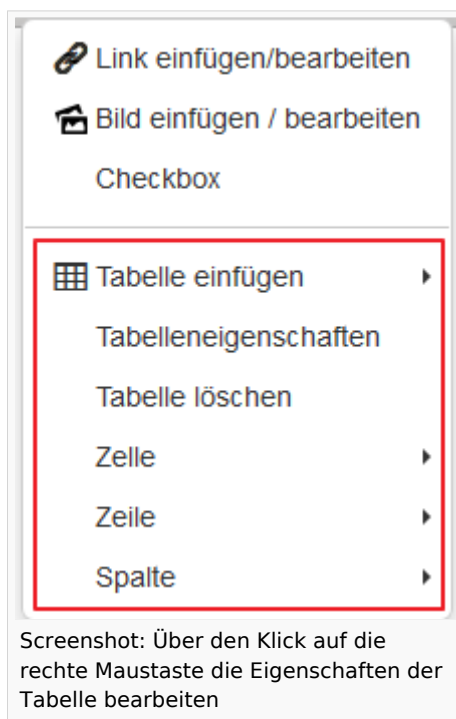 Link einfügen/bearbeiten
Bild einfügen / bearbeiten
Checkbox
Tabelle einfügen
Tabelleneigenschaften
Tabelle löschen
Zelle
Zeile
Spalte
Screenshot: Über den Klick auf die
rechte Maustaste die Eigenschaften der
Tabelle bearbeiten